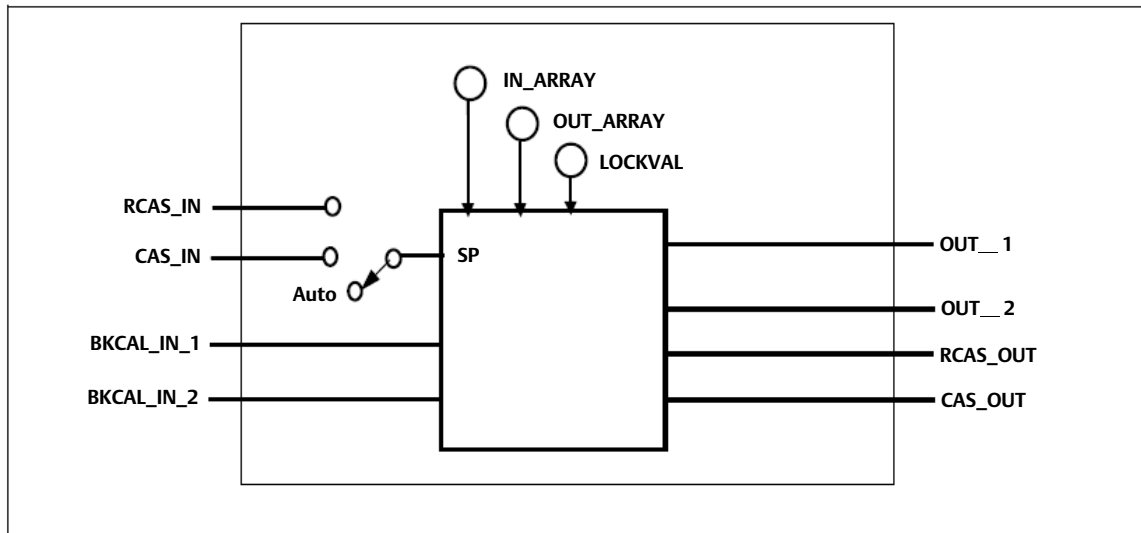 IN_ARRAY
OUT_ARRAY
LOCKVAL
RCAS_IN
CAS_IN
Auto
SP
BKCAL_IN_1
BKCAL_IN_2
OUT__1
OUT__2
RCAS_OUT
CAS_OUT